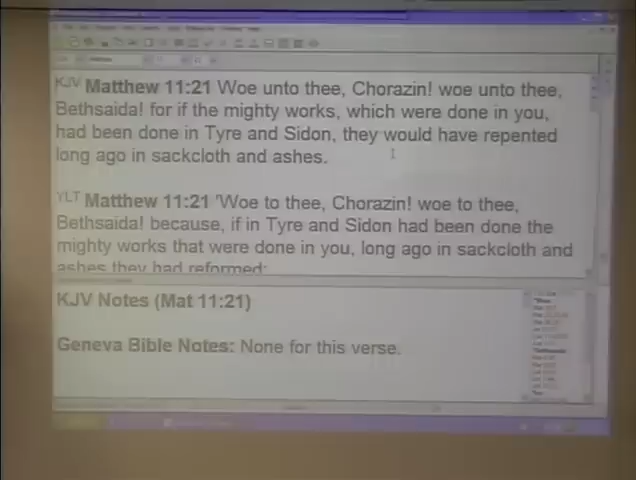 KJV Matthew 11:21 Woe unto thee, Chorazin! woe unto thee,
Bethsaida! for if the mighty works, which were done in you,
had been done in Tyre and Sidon, they would have repented
long ago in sackcloth and ashes.
YLT Matthew 11:21 'Woe to thee, Chorazin! woe to thee,
Bethsaida! because, if in Tyre and Sidon had been done the
mighty works that were done in you, long ago in sackcloth and
ashes they had reformed;
KJV Notes (Mat 11:21)
Geneva Bible Notes: None for this verse.